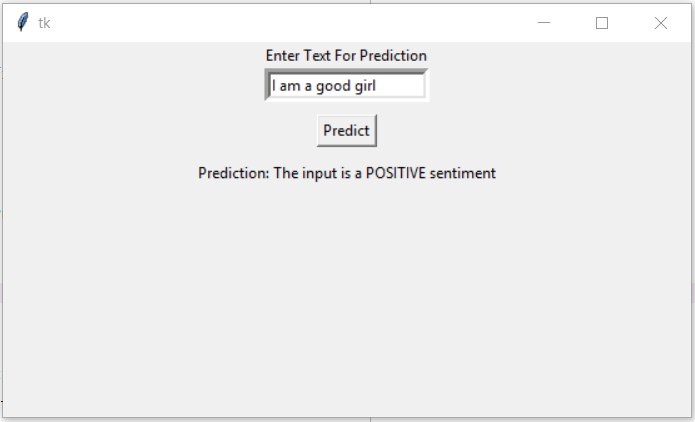 tk
Enter Text For Prediction
I am a good girl
Predict
Prediction: The input is a POSITIVE sentiment